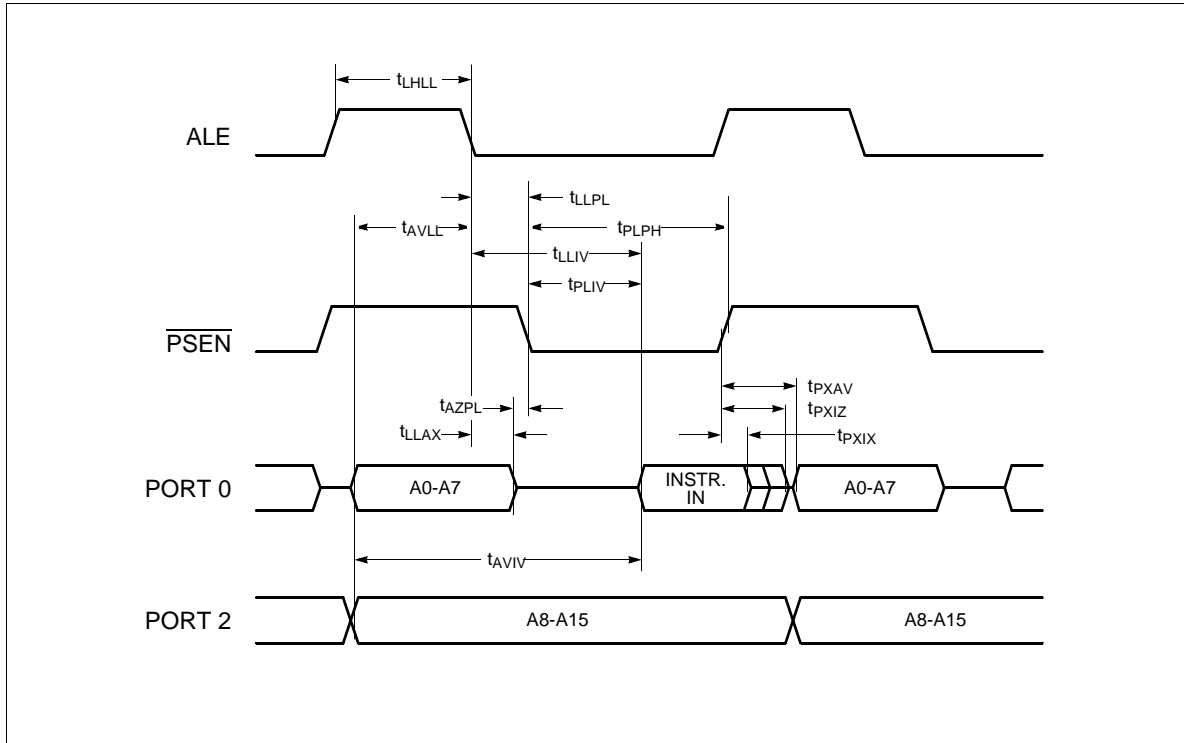 tLHLL
ALE
tLLPL
tAVLL
tPLPH
tLLIV
tPLIV
PSEN
tPXAV
tAZPL
tPXIZ
tLLAX
tPXIX
PORT 0
A0-A7
INSTR.
IN
A0-A7
tAVIV
PORT 2
A8-A15
A8-A15